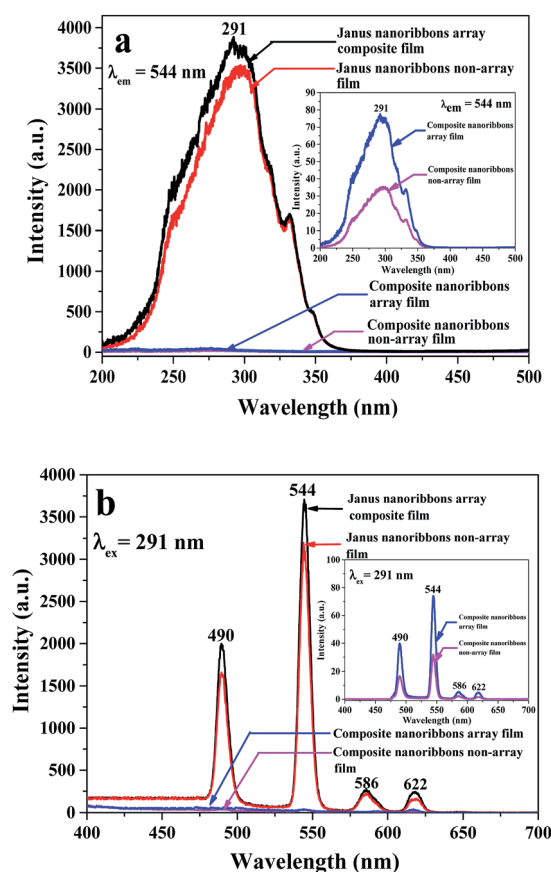 a
λem = 544 nm
291
Janus nanoribbons array
composite film
Janus nanoribbons non-array
film
4000
3500
3000
2500
2000
1500
1000
500
0
Intensity (a.u.)
200 250 300 350 400 450 500
Wavelength (nm)
Composite nanoribbons
array film
Composite nanoribbons
non-array film
90
80
70
60
50
40
30
20
10
0
Intensity (a.u.)
291
λem = 544 nm
Composite nanoribbons
array film
Composite nanoribbons
non-array film
200 250 300 350 400 450 500
Wavelength (nm)
b
λex = 291 nm
490
544
586
622
Janus nanoribbons array
composite film
Janus nanoribbons non-array
film
4000
3500
3000
2500
2000
1500
1000
500
0
Intensity (a.u.)
Composite nanoribbons array film
Composite nanoribbons non-array
film
400 450 500 550 600 650 700
Wavelength (nm)
λex = 291 nm
100
80
60
40
20
0
Intensity (a.u.)
490
544
586
622
Composite nanoribbons
array film
Composite nanoribbons
non-array film
400 450 500 550 600 650 700
Wavelength (nm)